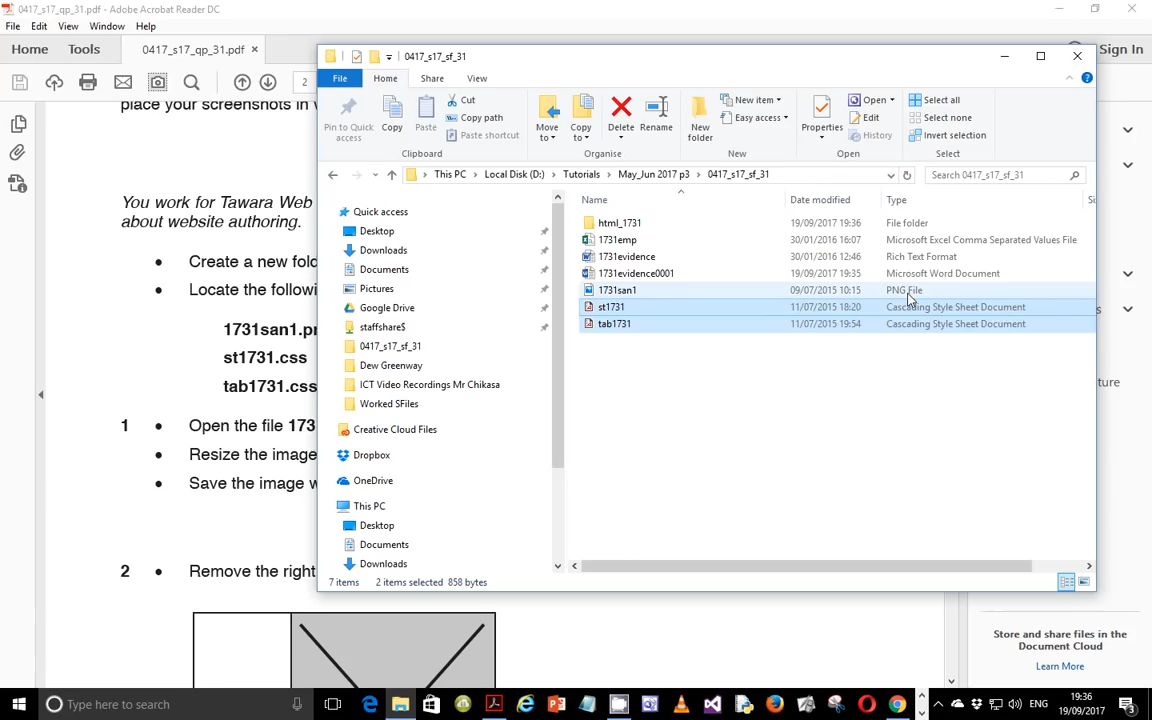 0417_s17_qp_31.pdf - Adobe Acrobat Reader DC
File Edit View Window Help
Home Tools 0417_s17_qp_31.pdf ×
Sign In
2
place your screenshots in
You work for Tawara Web
about website authoring.
• Create a new fold
• Locate the followi
1731san1.pr
st1731.css
tab1731.css
1 • Open the file 173
• Resize the image
• Save the image w
2 • Remove the right
0417_s17_sf_31
File Home Share View
Pin to Quick access
Copy
Paste
Cut
Copy path
Paste shortcut
Clipboard
Move to
Copy to
Delete
Rename
Organise
New folder
New item
Easy access
New
Properties
Open
Edit
History
Open
Select all
Select none
Invert selection
Select
This PC > Local Disk (D:) > Tutorials > May_Jun 2017 p3 > 0417_s17_sf_31
Search 0417_s17_sf_31
Quick access
Desktop
Downloads
Documents
Pictures
Google Drive
staffshare$
0417_s17_sf_31
Dew Greenway
ICT Video Recordings Mr Chikasa
Worked SFiles
Creative Cloud Files
Dropbox
OneDrive
This PC
Desktop
Documents
Downloads
Name Date modified Type Si
html_1731 19/09/2017 19:36 File folder
1731emp 30/01/2016 16:07 Microsoft Excel Comma Separated Values File
1731evidence 30/01/2016 12:46 Rich Text Format
1731evidence0001 19/09/2017 19:35 Microsoft Word Document
1731san1 09/07/2015 10:15 PNG File
st1731 11/07/2015 18:20 Cascading Style Sheet Document
tab1731 11/07/2015 19:54 Cascading Style Sheet Document
7 items 2 items selected 858 bytes
s
cture
Store and share files in the
Document Cloud
Learn More
Type here to search
ENG
19:36
19/09/2017
3